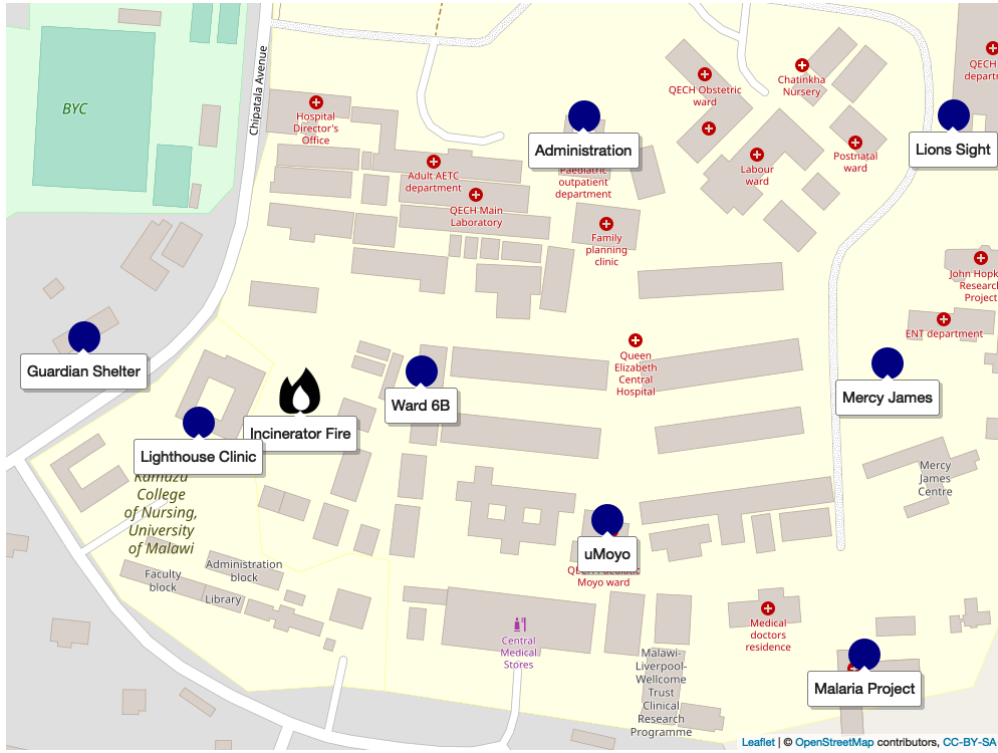 BYC
Chipatala Avenue
Hospital
Director's
Office
Adult AETC
department
QECH Main
Laboratory
Administration
Paediatric
outpatient
department
Family
planning
clinic
QECH Obstetric
ward
Chatinkha
Nursery
Labour
ward
Postnatal
ward
QECH
Lions Sight
John Hopk
Research
Project
ENT department
Guardian Shelter
Ward 6B
Queen
Elizabeth
Central
Hospital
Mercy James
Incinerator Fire
Lighthouse Clinic
Kamuzu
College
of Nursing,
University
of Malawi
Mercy
James
Centre
Administration
block
Faculty
block
Library
uMoyo
Moyo ward
Central
Medical
Stores
Medical
doctors
residence
Malawi-
Liverpool-
Wellcome
Trust
Clinical
Research
Programme
Malaria Project
Leaflet | © OpenStreetMap contributors, CC-BY-SA